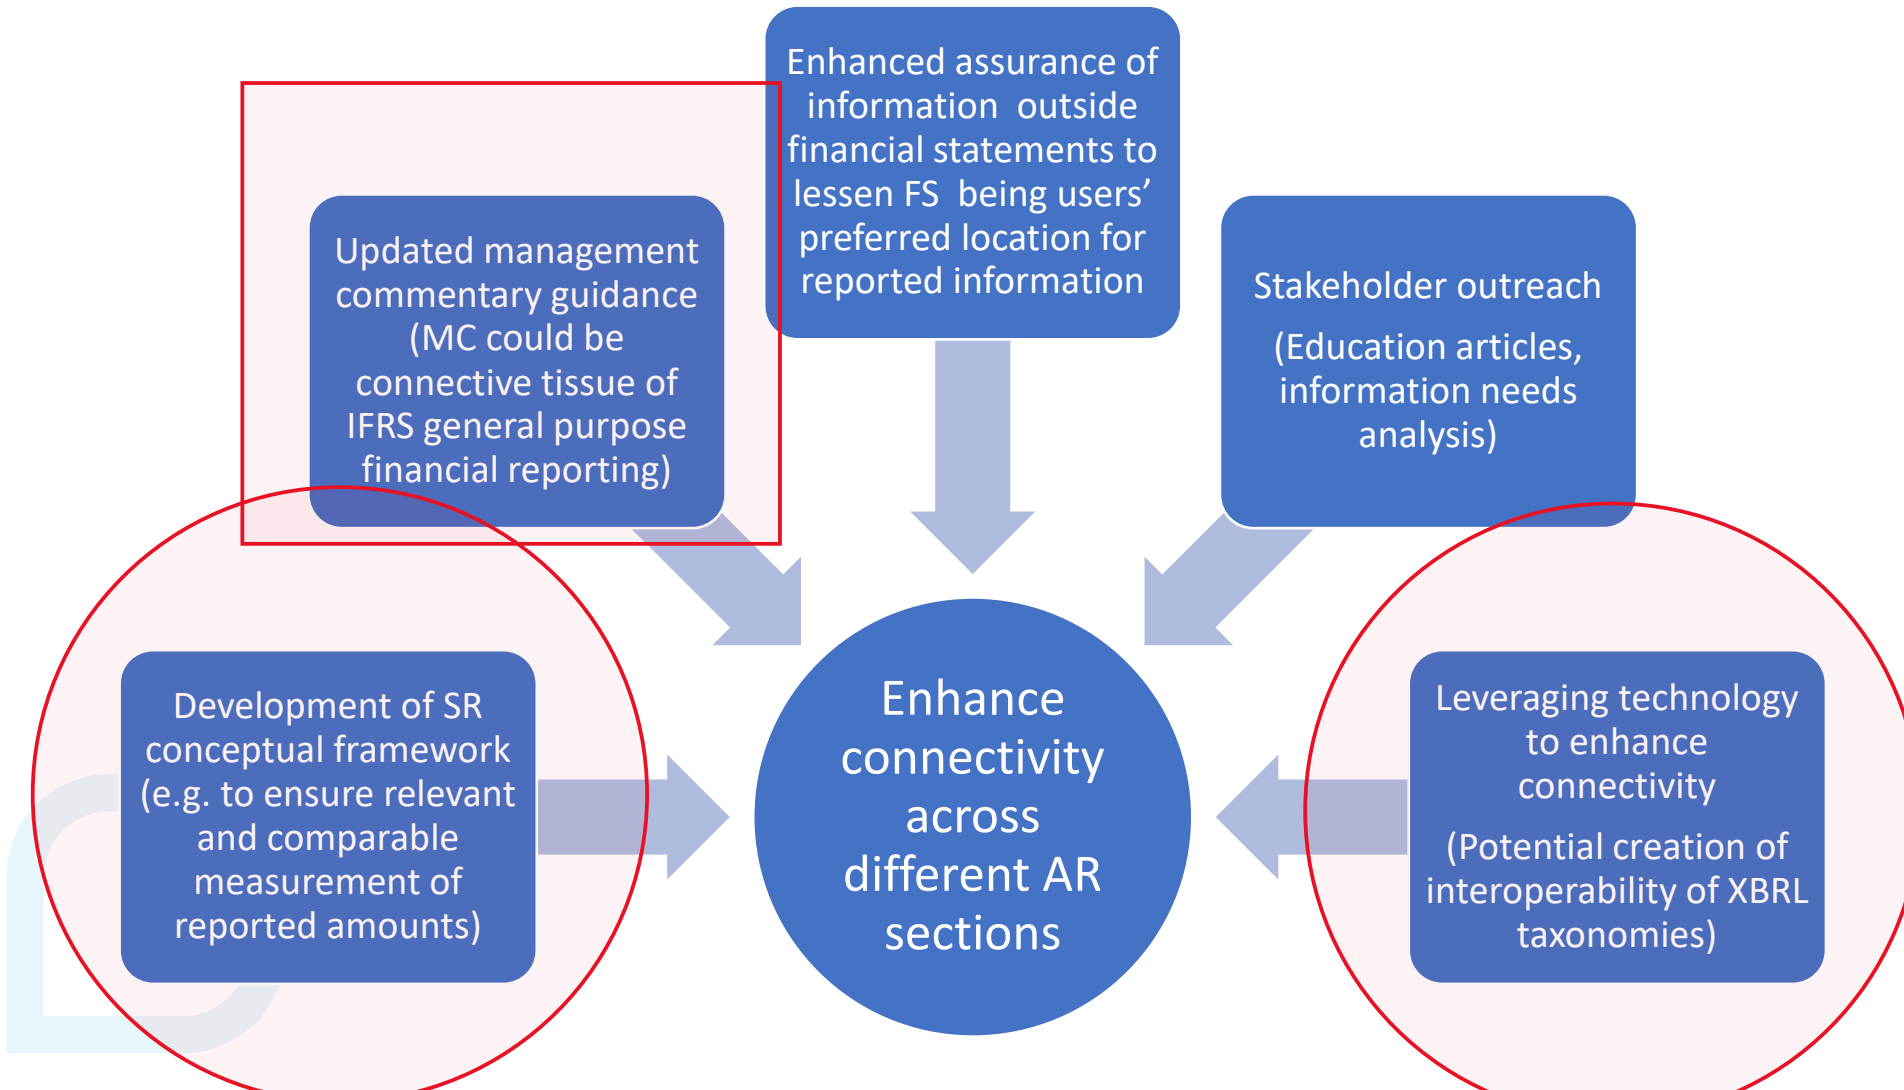 Enhanced assurance of
information outside
financial statements to
lessen FS being users’
preferred location for
reported information
Updated management
commentary guidance
(MC could be
connective tissue of
IFRS general purpose
financial reporting)
Stakeholder outreach
(Education articles,
information needs
analysis)
Development of SR
conceptual framework
(e.g. to ensure relevant
and comparable
measurement of
reported amounts)
Enhance
connectivity
across
different AR
sections
Leveraging technology
to enhance
connectivity
(Potential creation of
interoperability of XBRL
taxonomies)